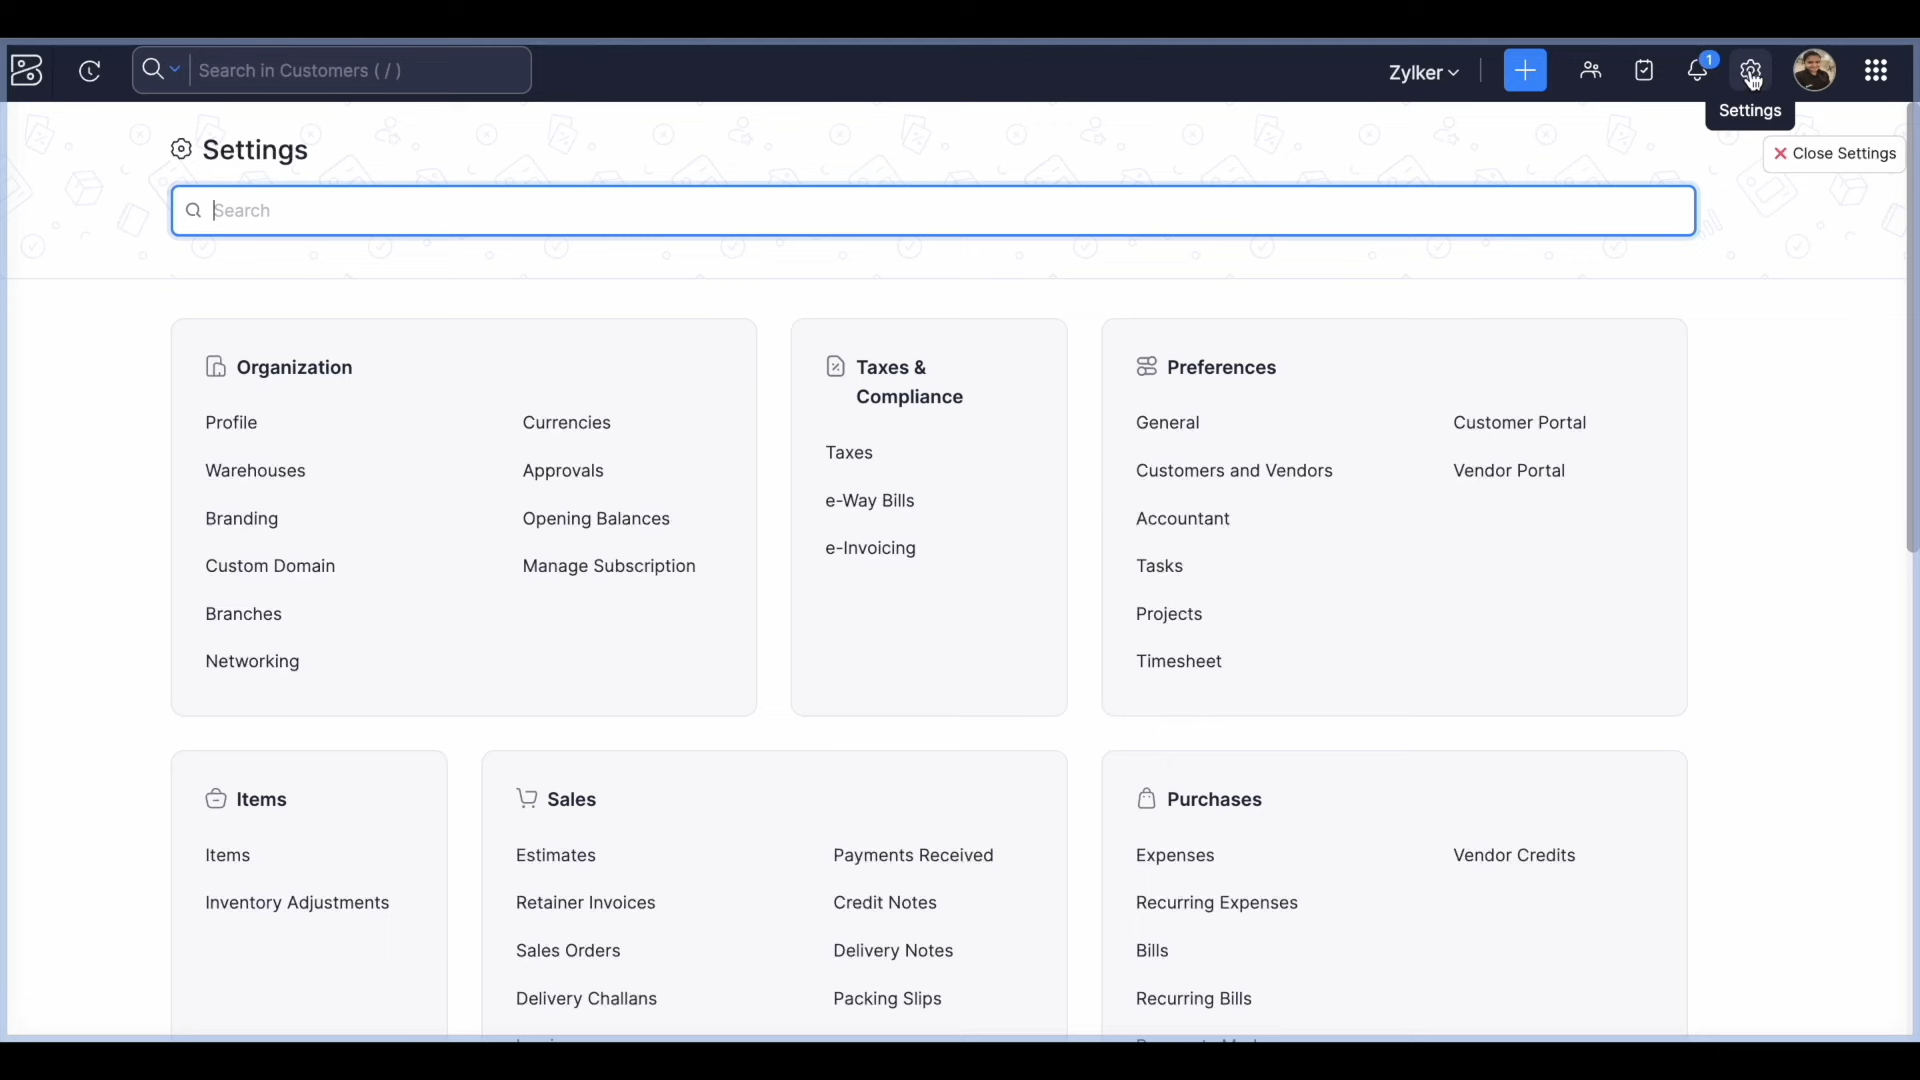 Search in Customers ( / )
Zylker
1
Settings
Settings
Close Settings
Search
Organization
Profile
Warehouses
Branding
Custom Domain
Branches
Networking
Currencies
Approvals
Opening Balances
Manage Subscription
Taxes &
Compliance
Taxes
e-Way Bills
e-Invoicing
Preferences
General
Customers and Vendors
Accountant
Tasks
Projects
Timesheet
Customer Portal
Vendor Portal
Items
Items
Inventory Adjustments
Sales
Estimates
Retainer Invoices
Sales Orders
Delivery Challans
Payments Received
Credit Notes
Delivery Notes
Packing Slips
Purchases
Expenses
Recurring Expenses
Bills
Recurring Bills
Vendor Credits